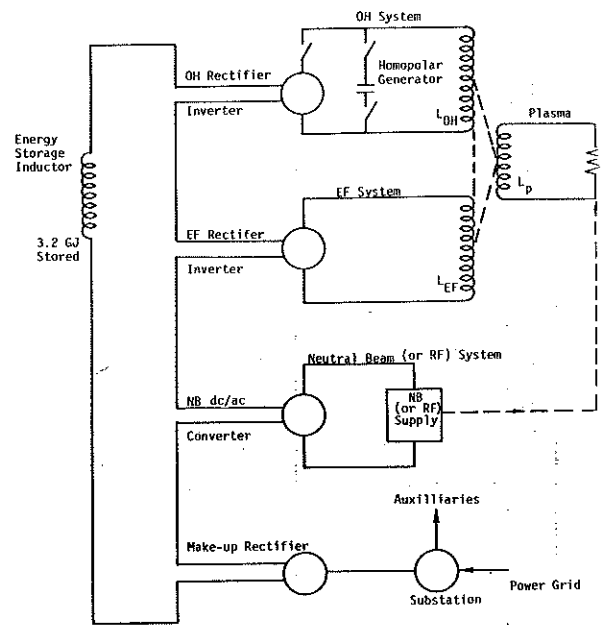 OH System
OH Rectifier
Inverter
Homopolar
Generator
L_OH
Plasma
L_p
Energy
Storage
Inductor
3.2 GJ
Stored
EF System
EF Rectifer
Inverter
L_EF
Neutral Beam (or RF) System
NB dc/ac
Converter
NB
(or RF)
Supply
Auxilliaries
Make-up Rectifier
Power Grid
Substation